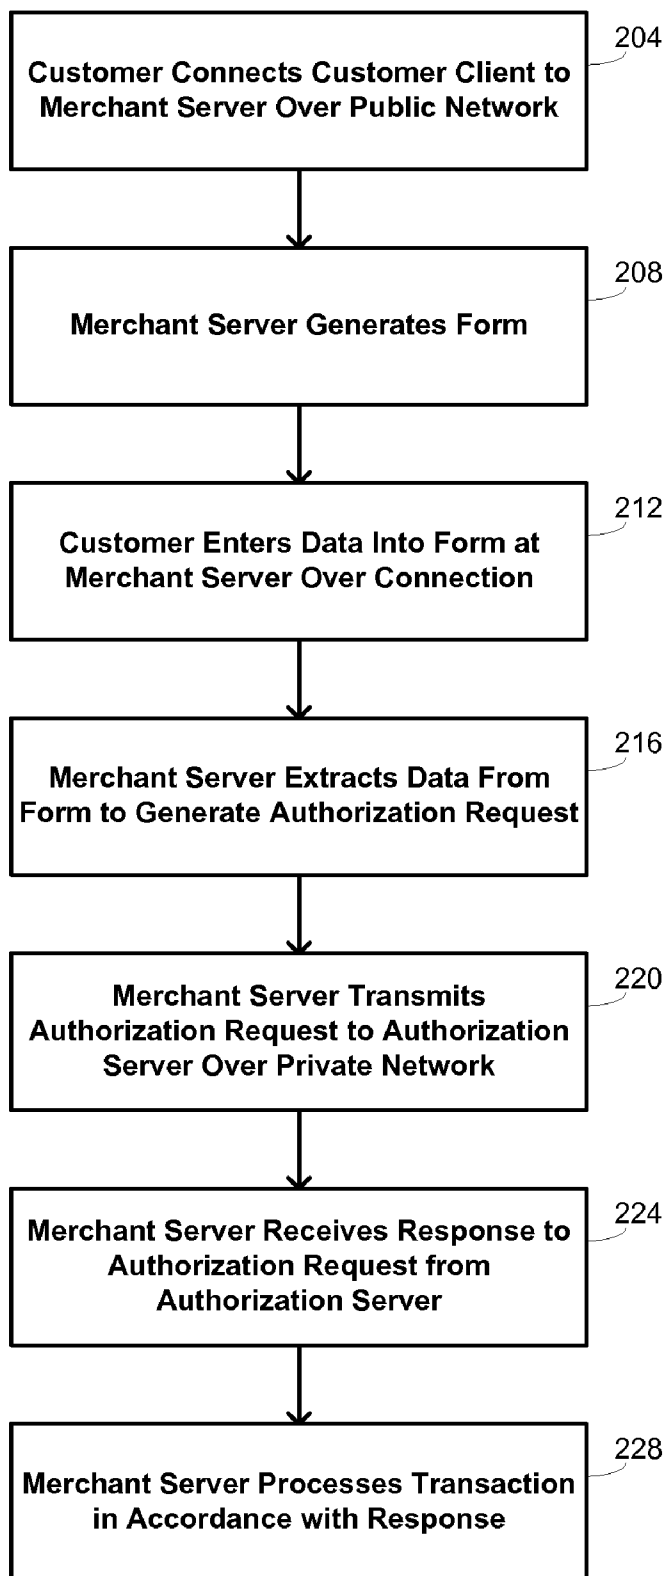 204
Customer Connects Customer Client to
Merchant Server Over Public Network
208
Merchant Server Generates Form
212
Customer Enters Data Into Form at
Merchant Server Over Connection
216
Merchant Server Extracts Data From
Form to Generate Authorization Request
220
Merchant Server Transmits
Authorization Request to Authorization
Server Over Private Network
224
Merchant Server Receives Response to
Authorization Request from
Authorization Server
228
Merchant Server Processes Transaction
in Accordance with Response